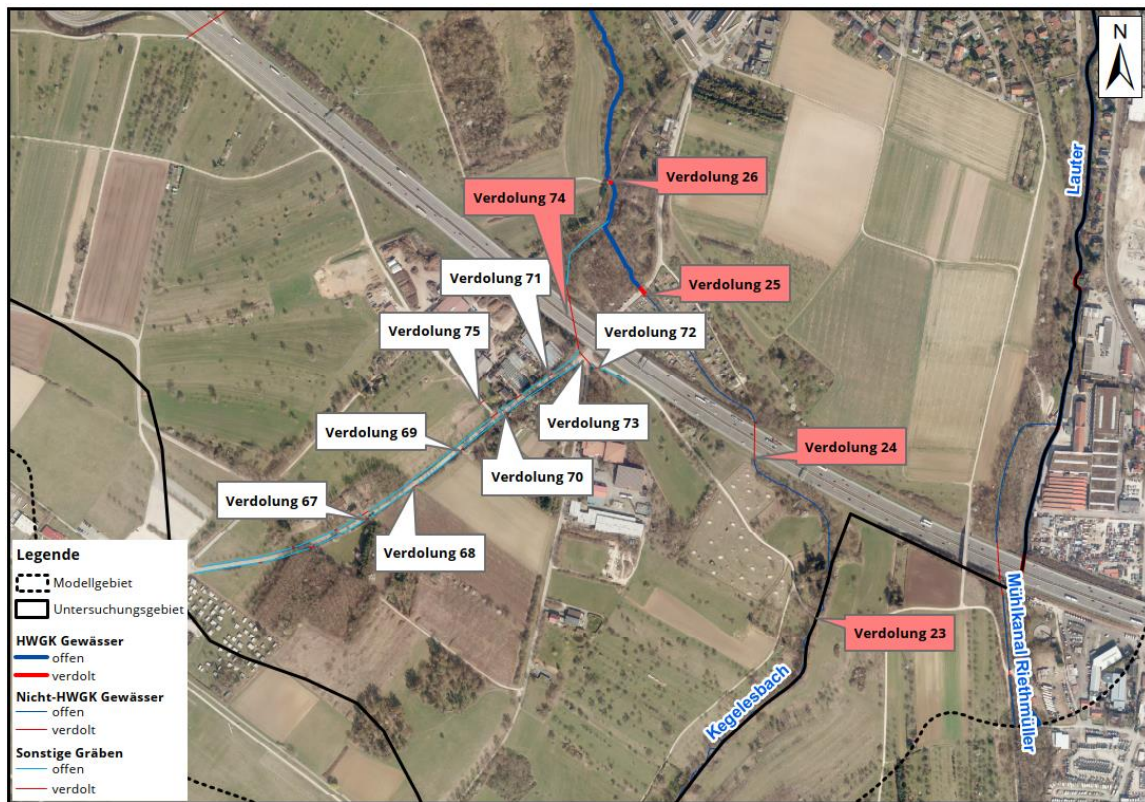 N
Lauter
Verdolung 26
Verdolung 74
Verdolung 71
Verdolung 25
Verdolung 75
Verdolung 72
Verdolung 69
Verdolung 73
Verdolung 24
Verdolung 70
Verdolung 67
Verdolung 68
Verdolung 23
Kegelesbach
Mühlkanal Riethmüller
Legende
Modellgebiet
Untersuchungsgebiet
HWGK Gewässer
offen
verdolt
Nicht-HWGK Gewässer
offen
verdolt
Sonstige Gräben
offen
verdolt